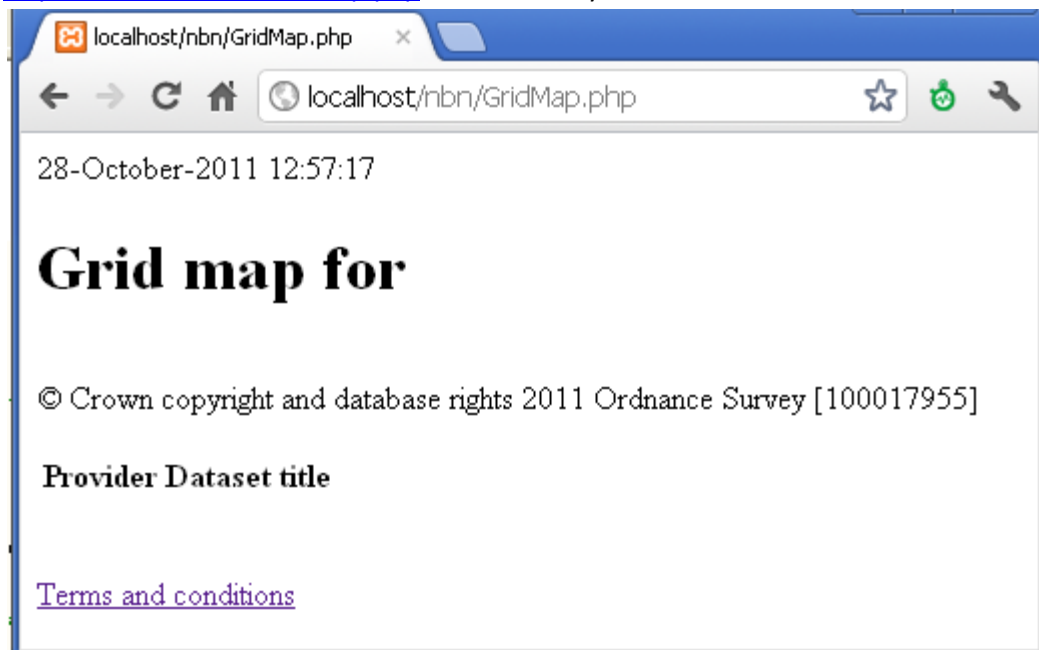 localhost/nbn/GridMap.php
localhost/nbn/GridMap.php
28-October-2011 12:57:17
Grid map for
© Crown copyright and database rights 2011 Ordnance Survey [100017955]
Provider Dataset title
Terms and conditions